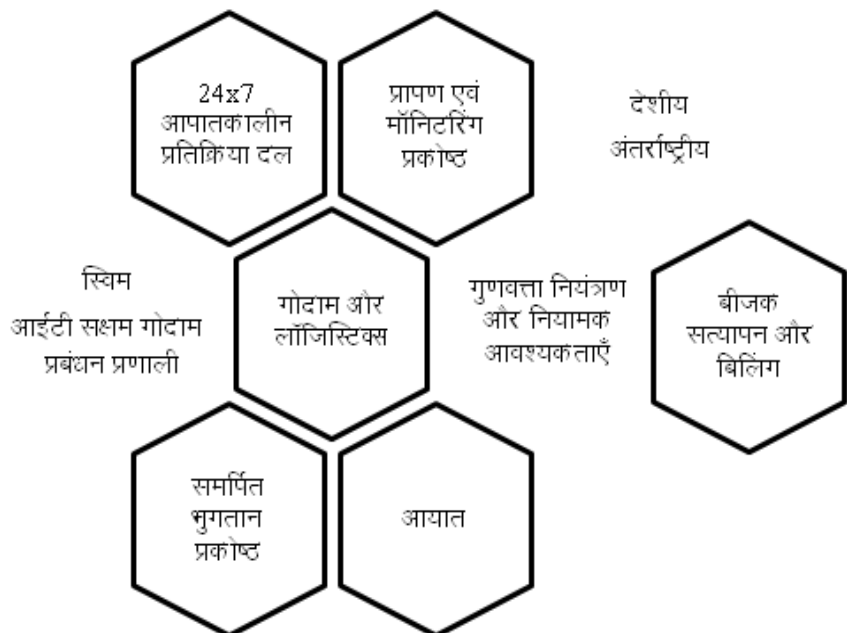 24x7
आपातकालीन
प्रतिक्रिया दल
प्रापण एवं
मॉनिटरिंग
प्रकोष्ठ
देशीय
अंतर्राष्ट्रीय
स्विम
आईटी सक्षम गोदाम
प्रबंधन प्रणाली
गोदाम और
लॉजिस्टिक्स
गुणवत्ता नियंत्रण
और नियामक
आवश्यकताएँ
बीजक
सत्यापन और
बिलिंग
समर्पित
भुगतान
प्रकोष्ठ
आयात